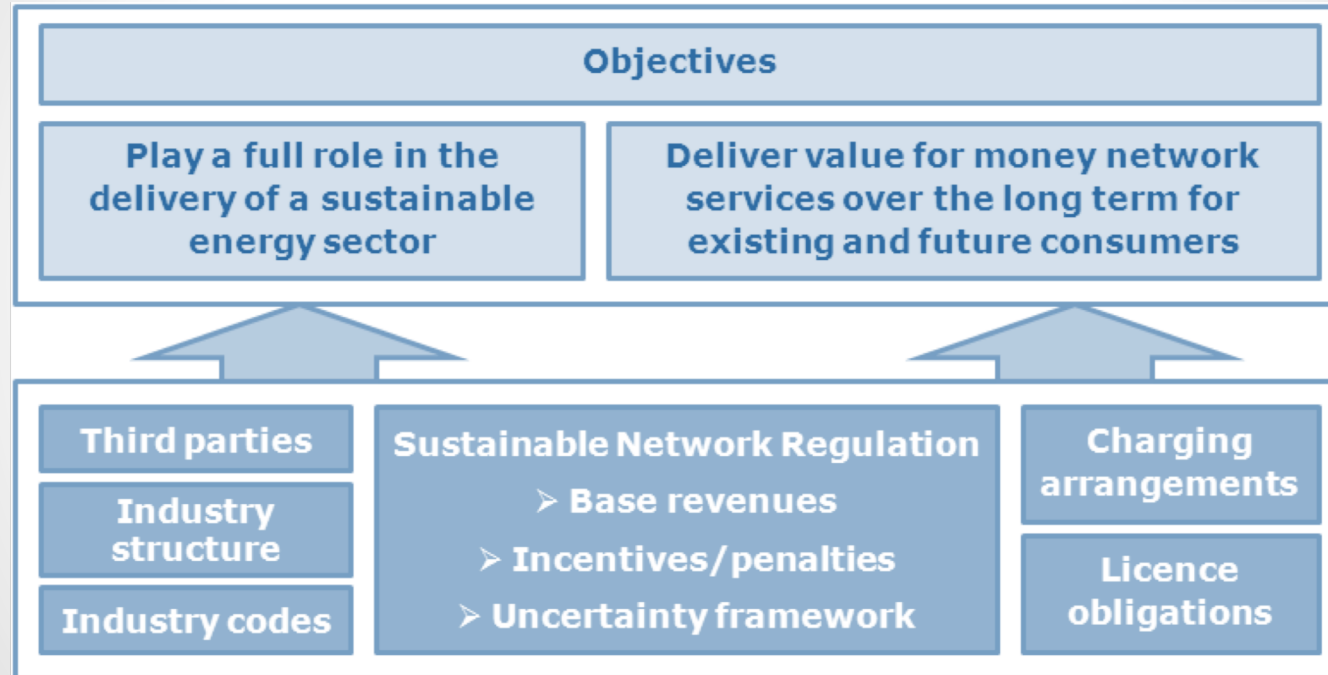 Objectives
Play a full role in the
delivery of a sustainable
energy sector
Deliver value for money network
services over the long term for
existing and future consumers
Third parties
Industry
structure
Industry codes
Sustainable Network Regulation
➢ Base revenues
➢ Incentives/penalties
➢ Uncertainty framework
Charging
arrangements
Licence
obligations